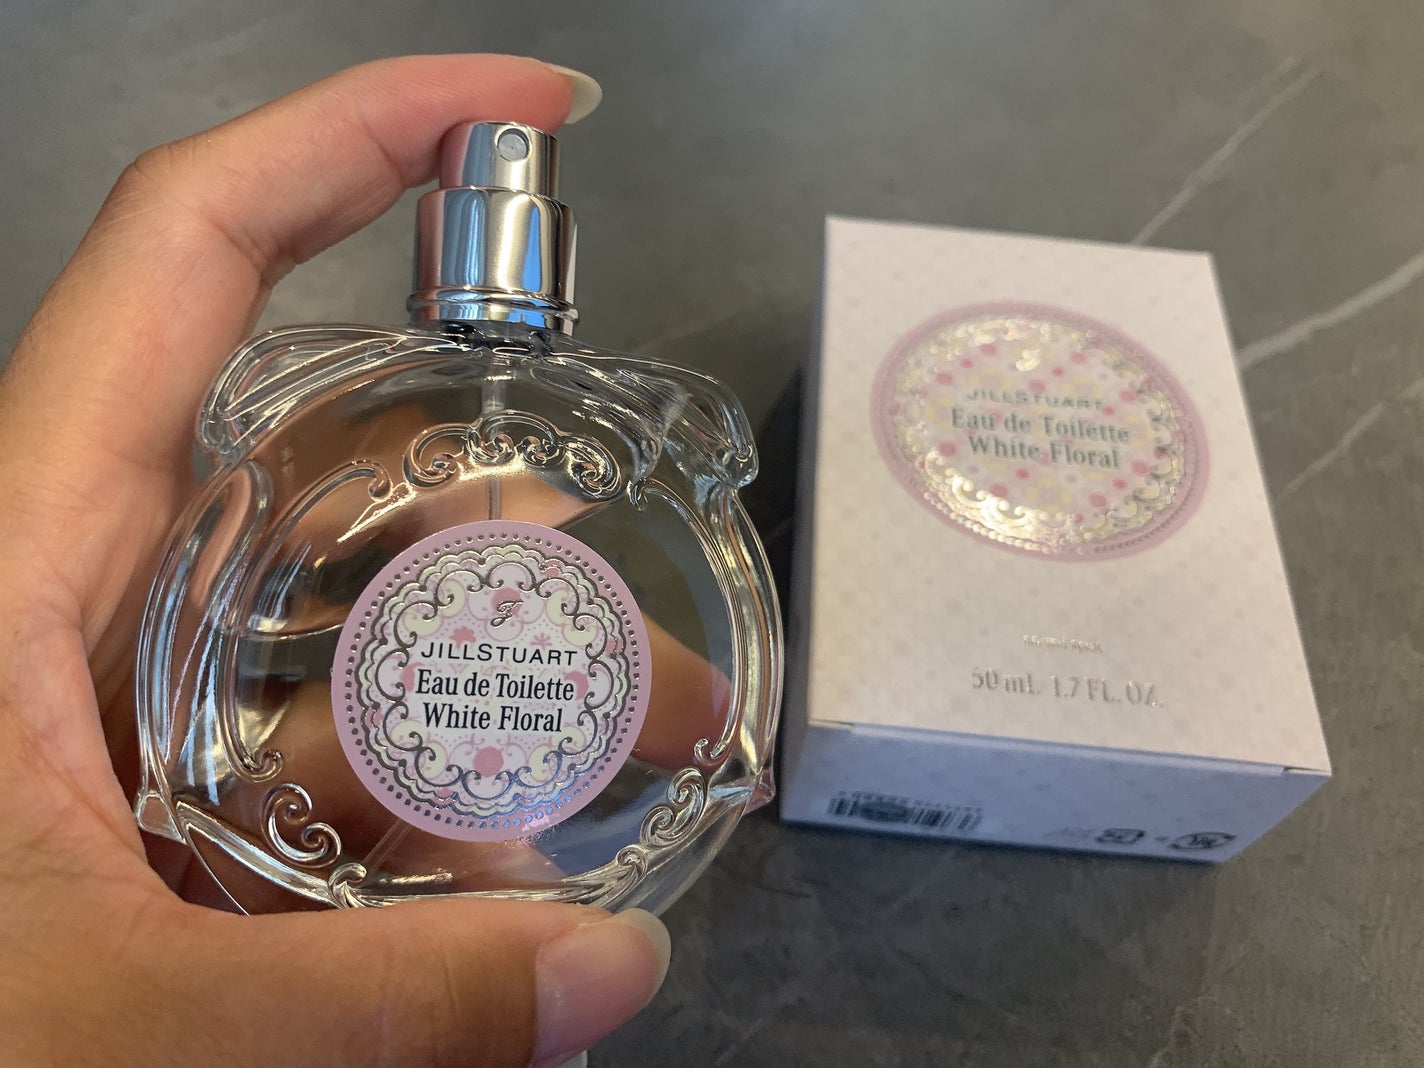 JILLSTUART
Eau de Toilette
White Floral
JILLSTUART
Eau de Toilette
White Floral
50 mL 1.7 FL. OZ.